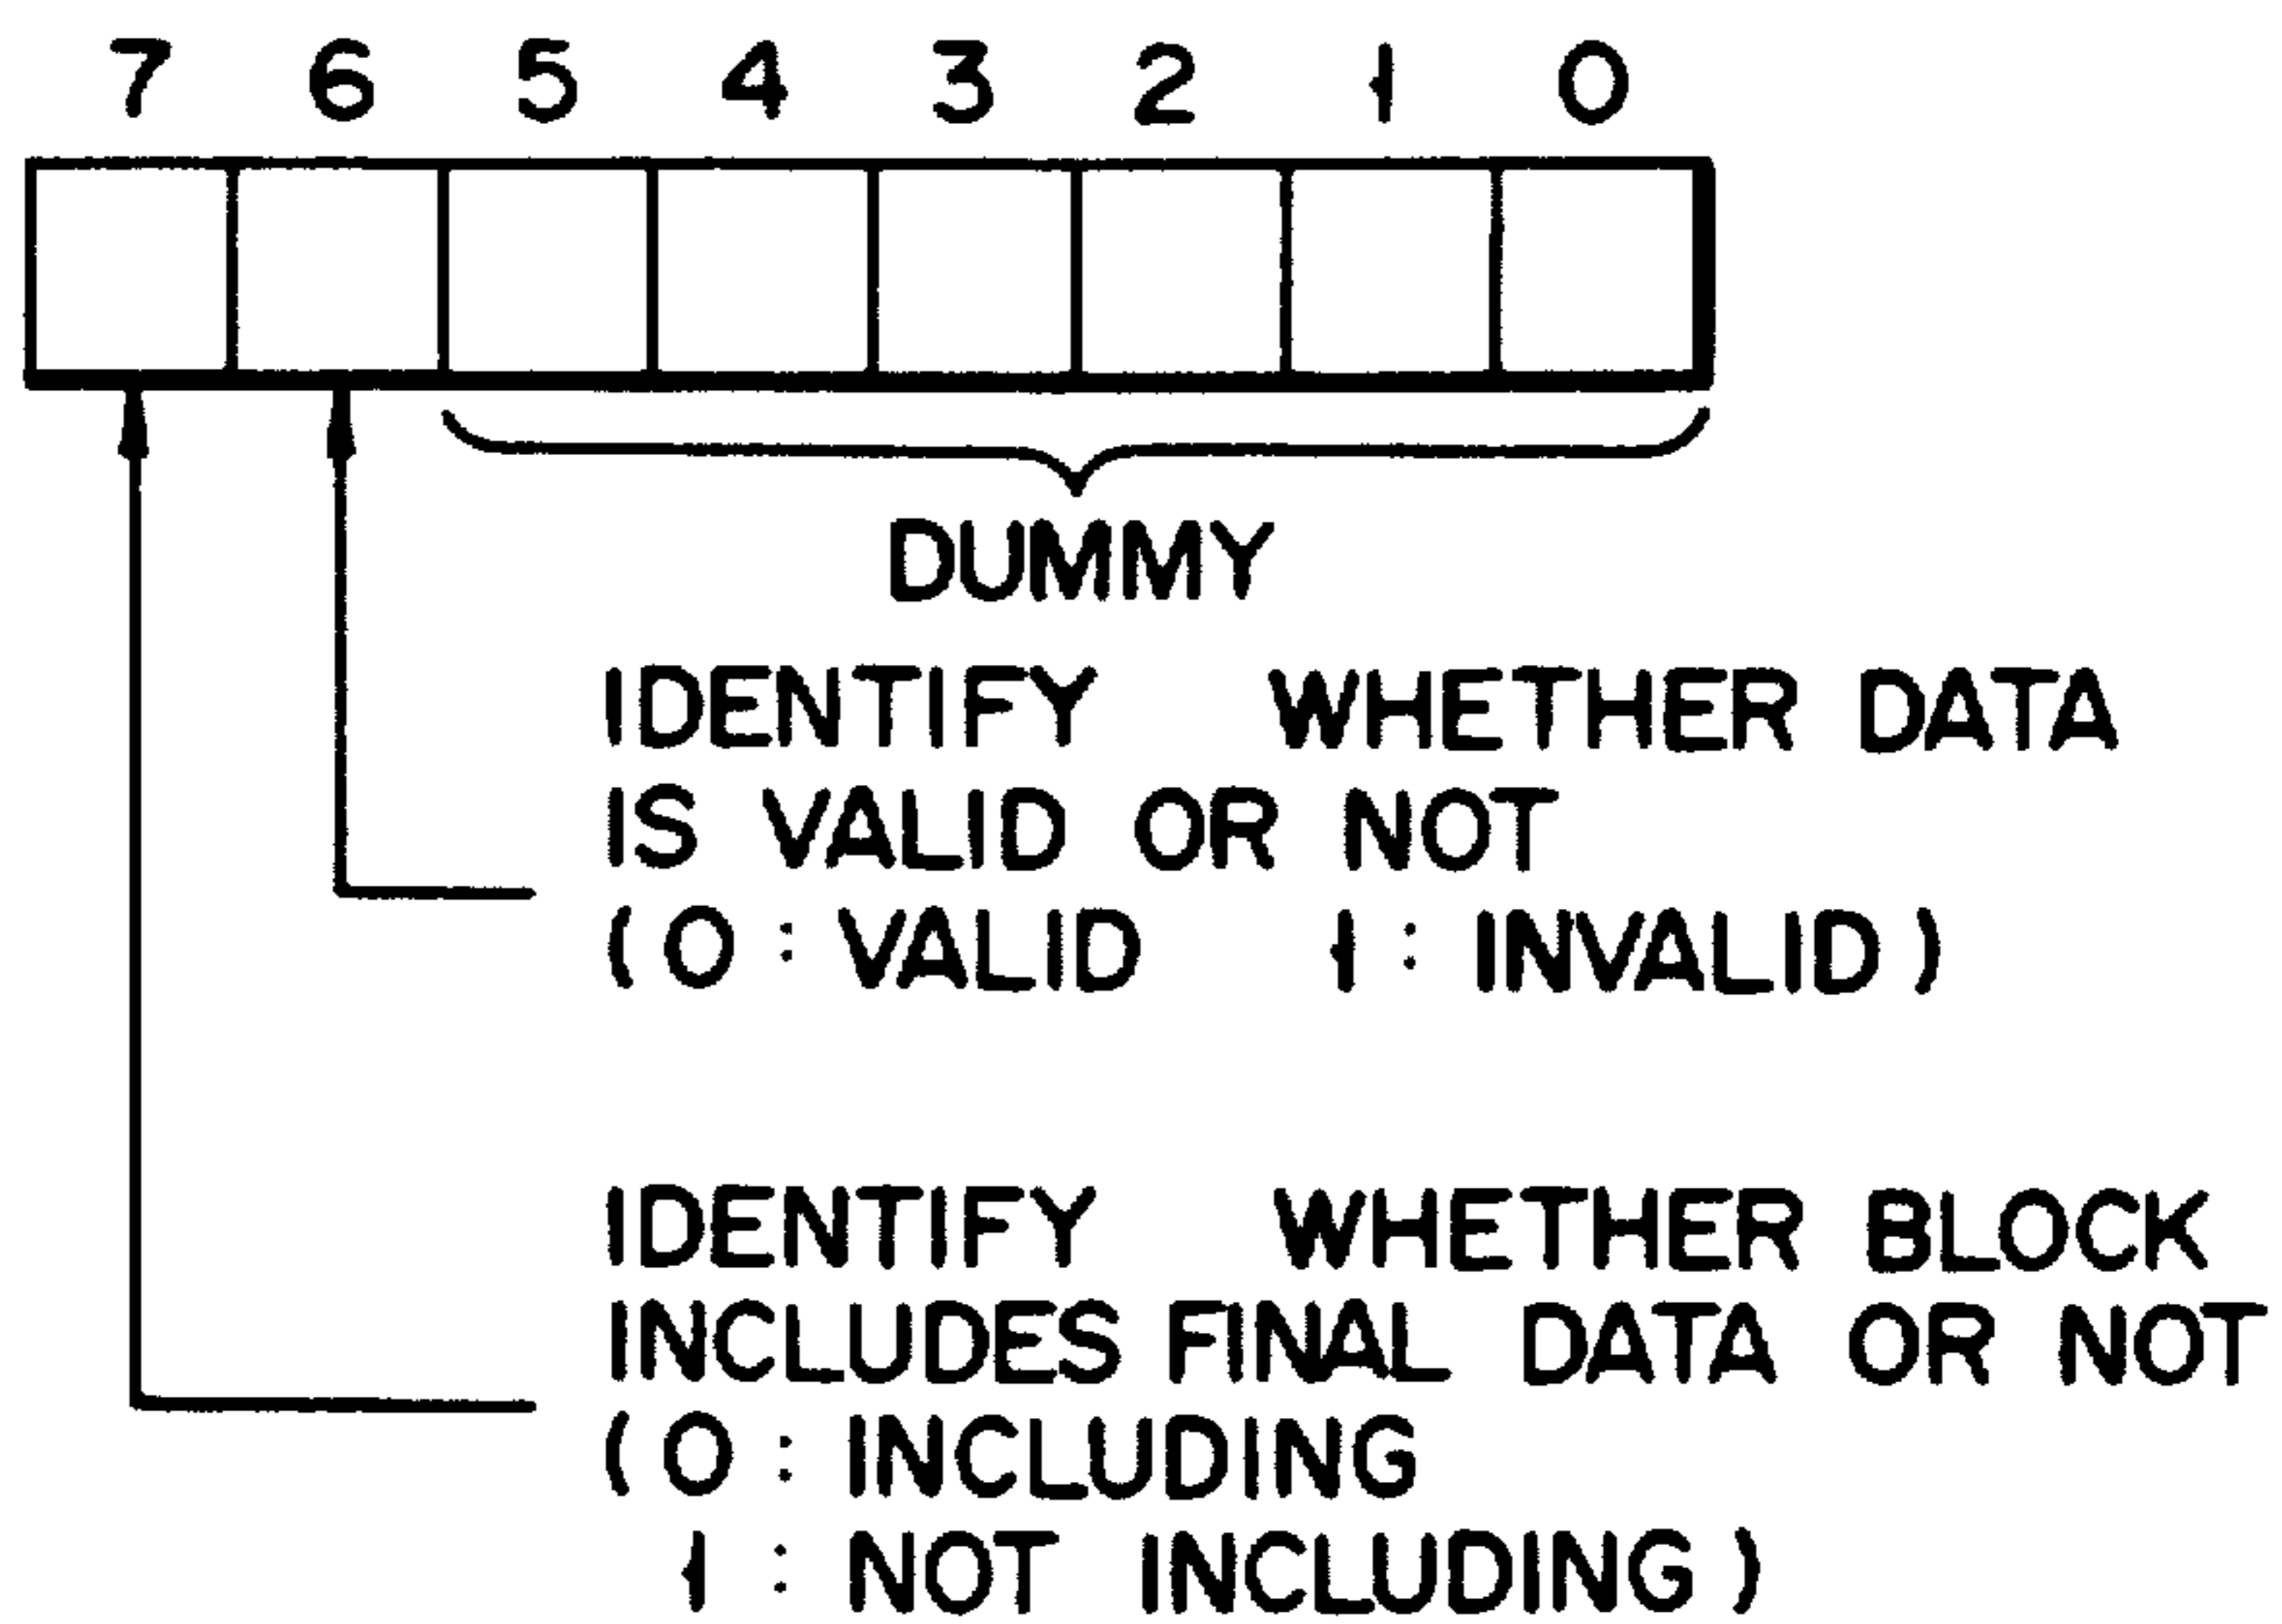 7 6 5 4 3 2 1 0
DUMMY
IDENTIFY WHETHER DATA
IS VALID OR NOT
(0 : VALID 1 : INVALID)
IDENTIFY WHETHER BLOCK
INCLUDES FINAL DATA OR NOT
(0 : INCLUDING
1 : NOT INCLUDING)